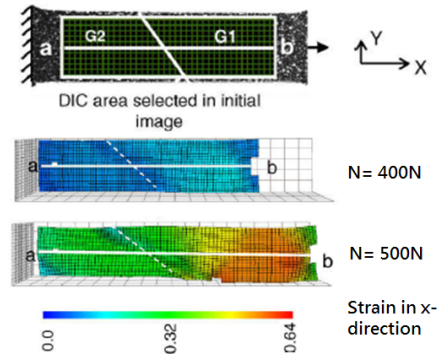 a G2 G1 b
Y
X
DIC area selected in initial
image
a b N= 400N
a b N= 500N
Strain in x-
direction
0.0 0.32 0.64